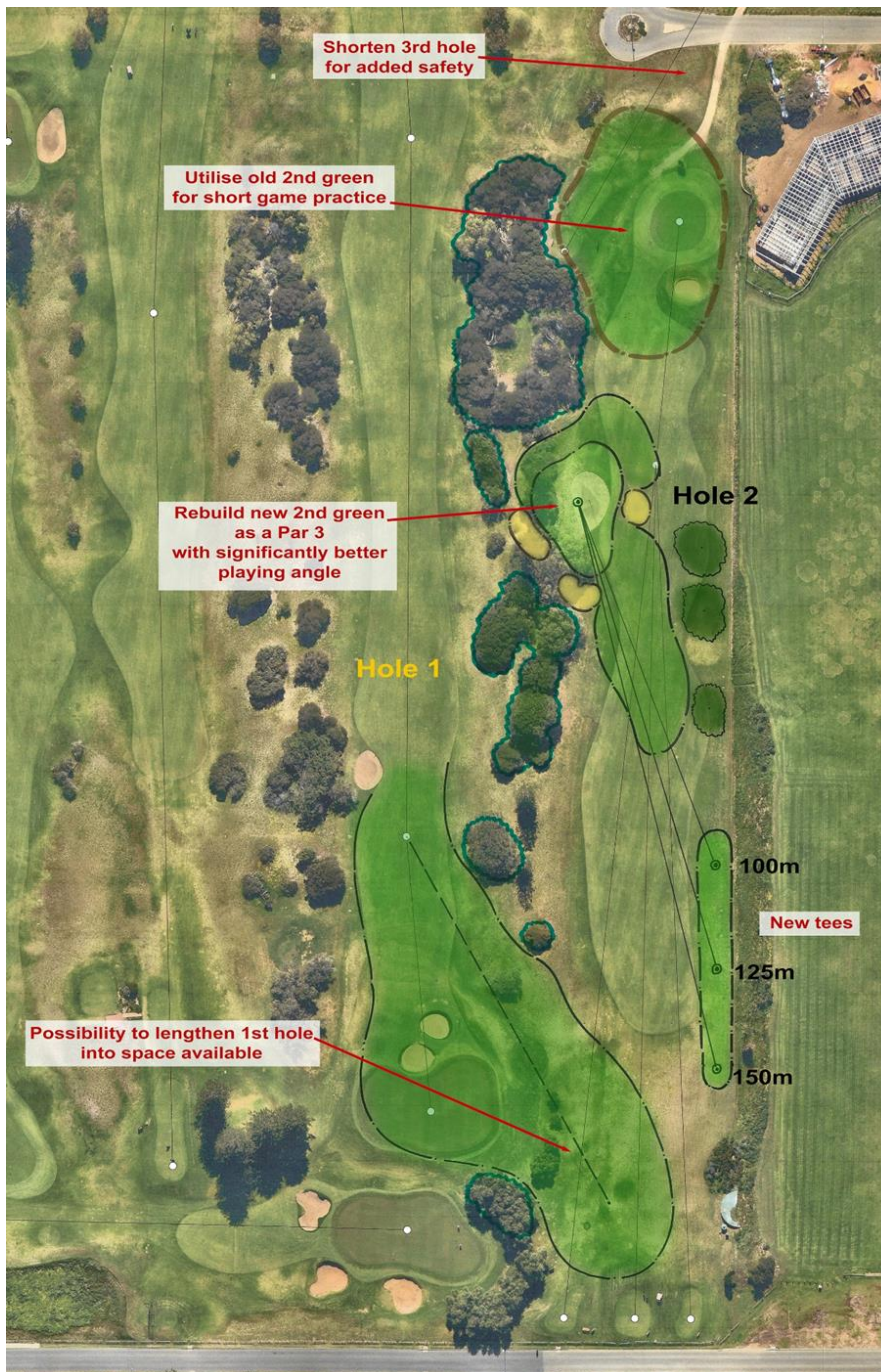 Shorten 3rd hole
for added safety
Utilise old 2nd green
for short game practice
Hole 2
Rebuild new 2nd green
as a Par 3
with significantly better
playing angle
Hole 1
100m
New tees
125m
Possibility to lengthen 1st hole
into space available
150m